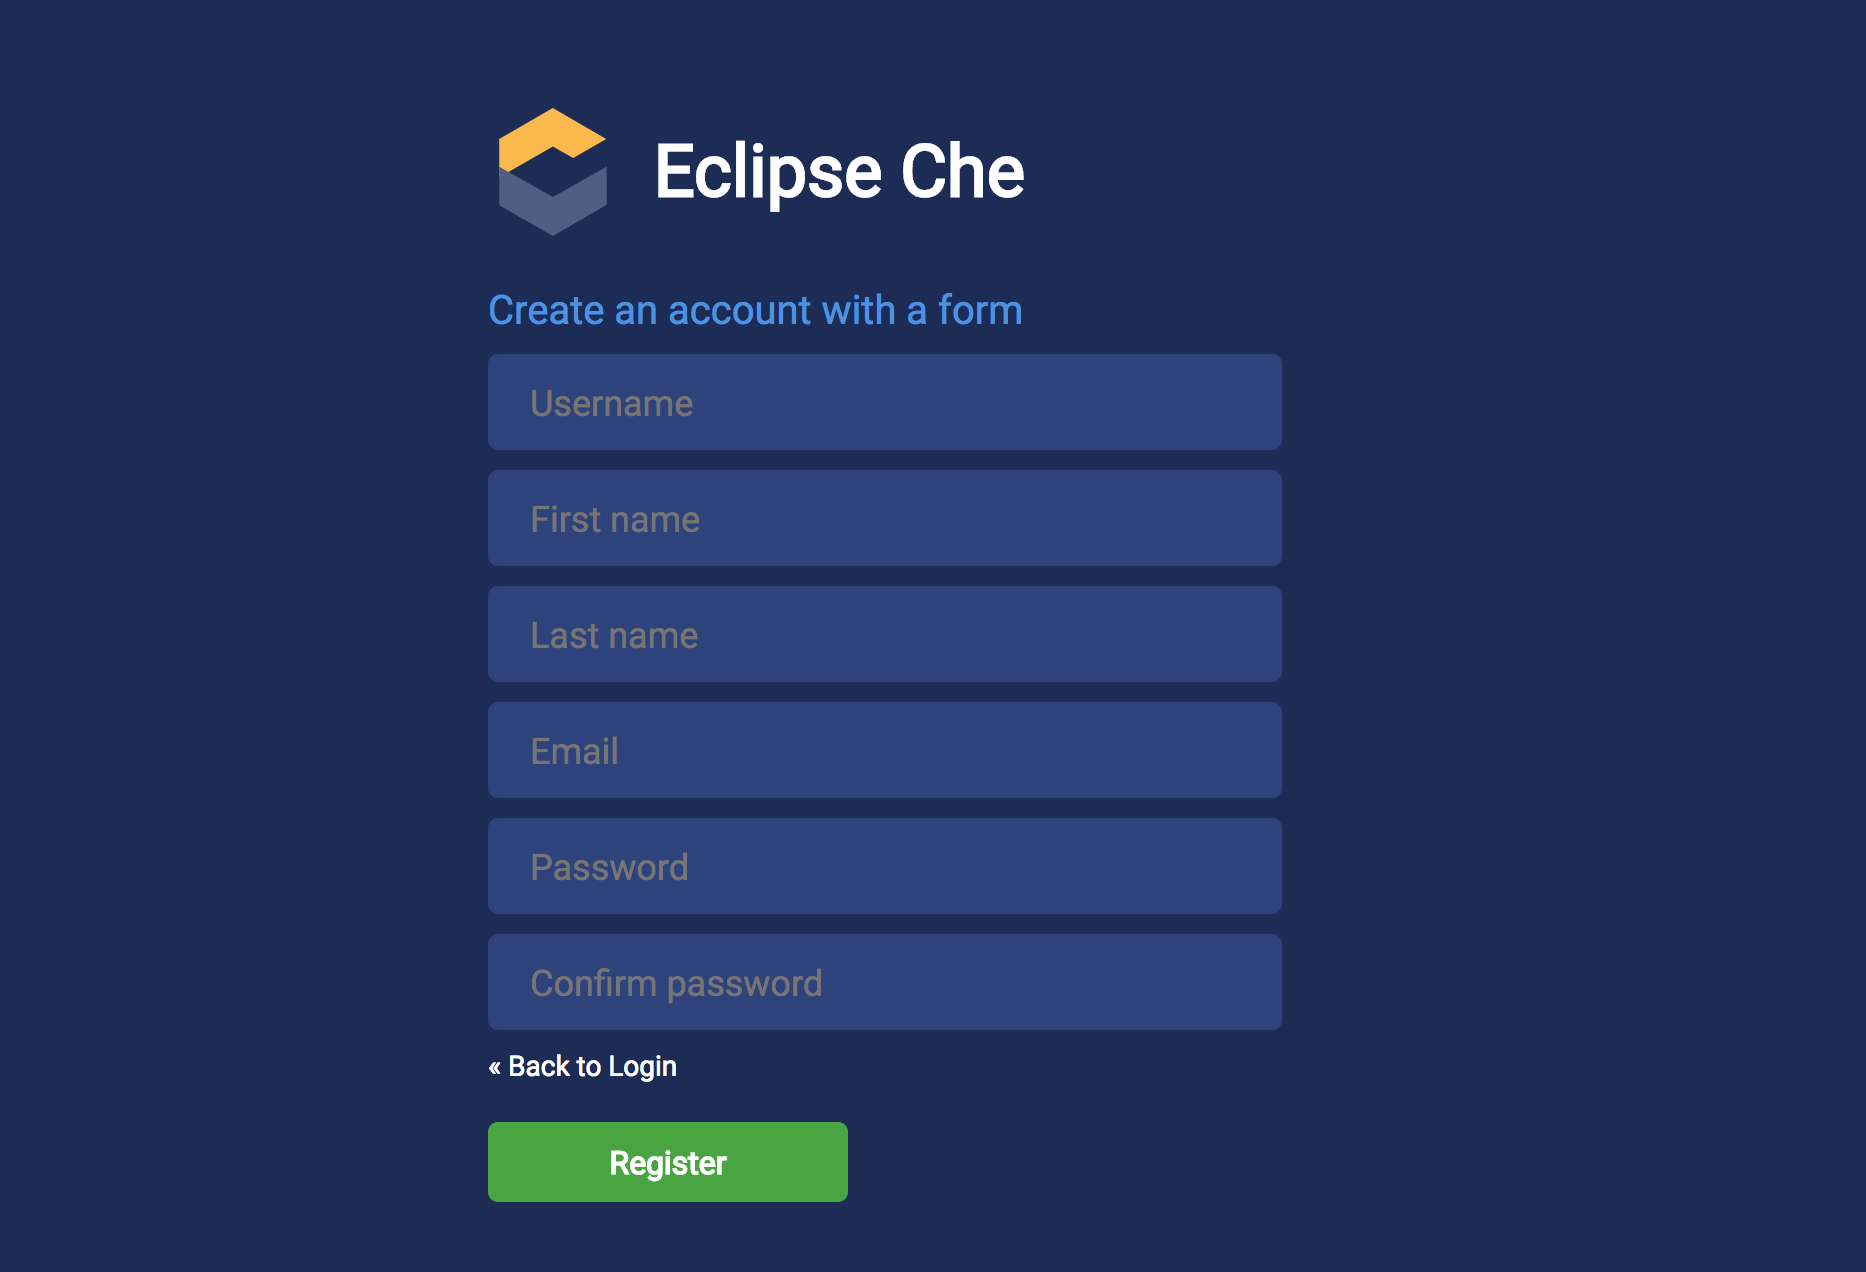 Eclipse Che
Create an account with a form
Username
First name
Last name
Email
Password
Confirm password
« Back to Login
Register